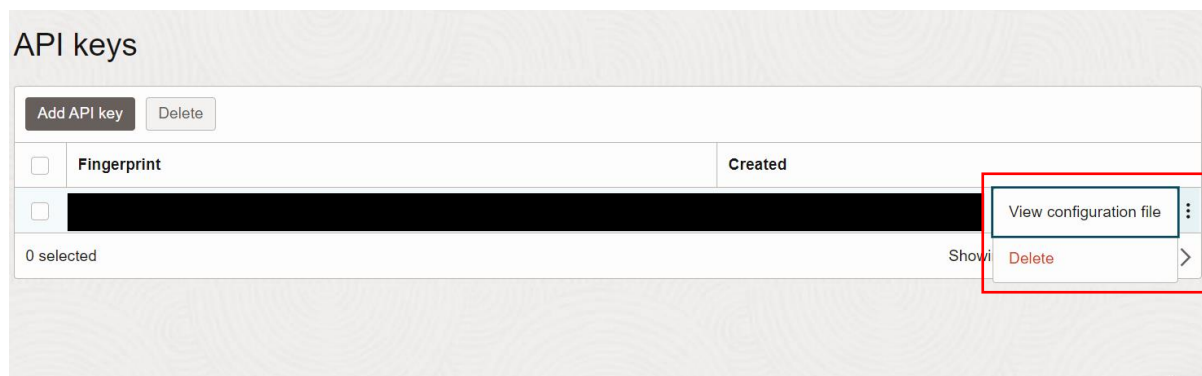 API keys
Add API key Delete
Fingerprint Created
View configuration file
0 selected Showi
Delete